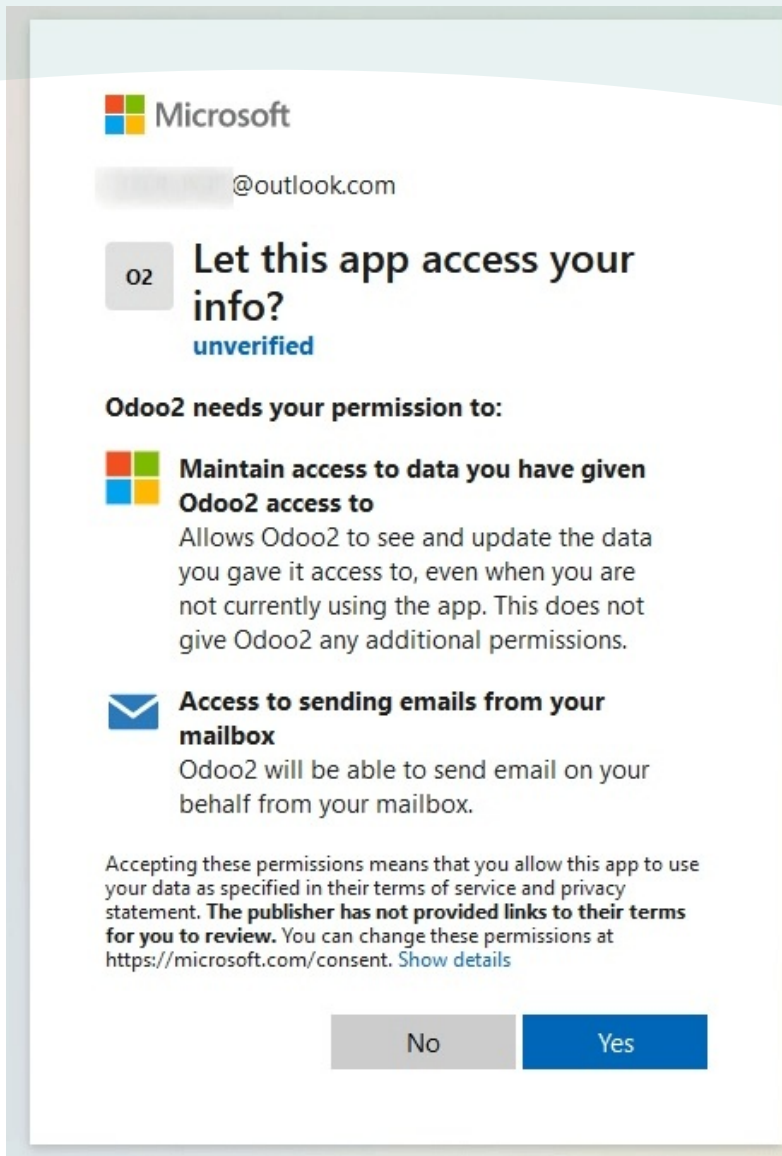 Microsoft
@outlook.com
O2
Let this app access your
info?
unverified
Odoo2 needs your permission to:
Maintain access to data you have given
Odoo2 access to
Allows Odoo2 to see and update the data
you gave it access to, even when you are
not currently using the app. This does not
give Odoo2 any additional permissions.
Access to sending emails from your
mailbox
Odoo2 will be able to send email on your
behalf from your mailbox.
Accepting these permissions means that you allow this app to use
your data as specified in their terms of service and privacy
statement. The publisher has not provided links to their terms
for you to review. You can change these permissions at
https://microsoft.com/consent. Show details
No
Yes